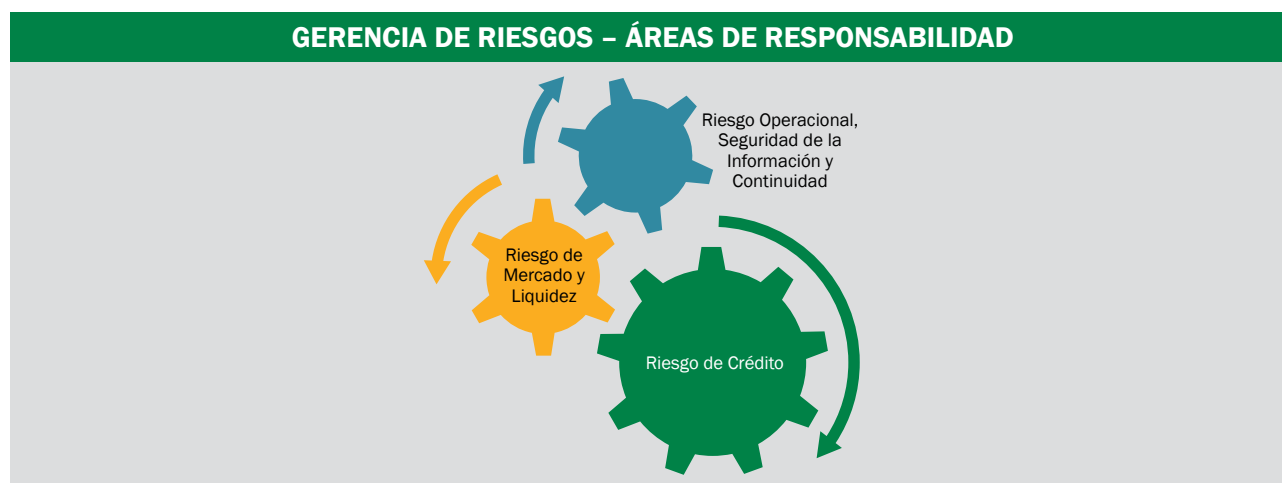 GERENCIA DE RIESGOS – ÁREAS DE RESPONSABILIDAD
Riesgo Operacional,
Seguridad de la
Información y
Continuidad
Riesgo de
Mercado y
Liquidez
Riesgo de Crédito